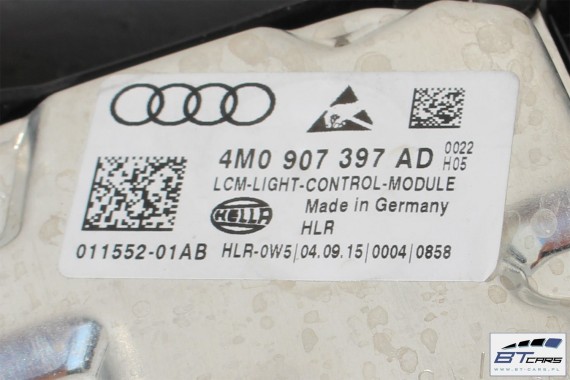 4M0 907 397 AD 0022 H05
LCM-LIGHT-CONTROL-MODULE
HELLA
Made in Germany
HLR
011552-01AB
HLR-0W5|04.09.15|0004|0858
BT CARS
WWW.BT-CARS.PL